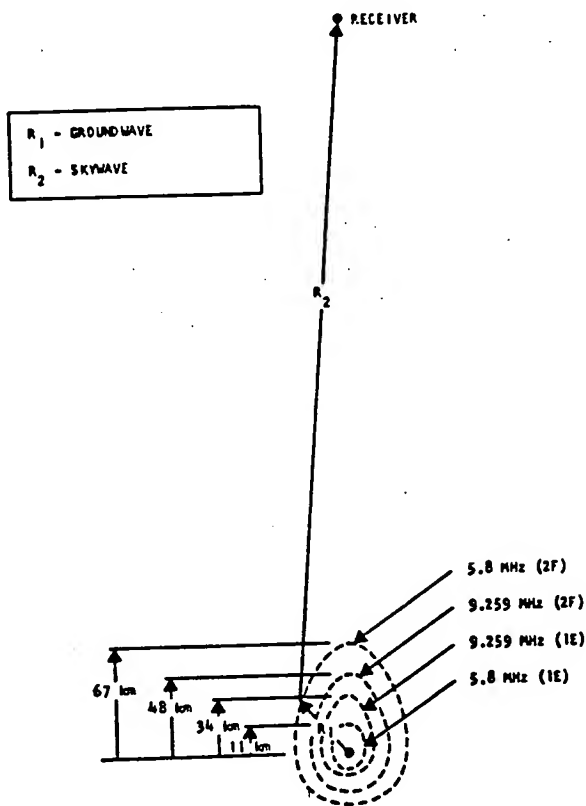 RECEIVER
R1 - GROUNDWAVE
R2 - SKYWAVE
R2
5.8 MHz (2F)
9.259 MHz (2F)
9.259 MHz (1E)
5.8 MHz (1E)
67 km
48 km
34 km
11 km